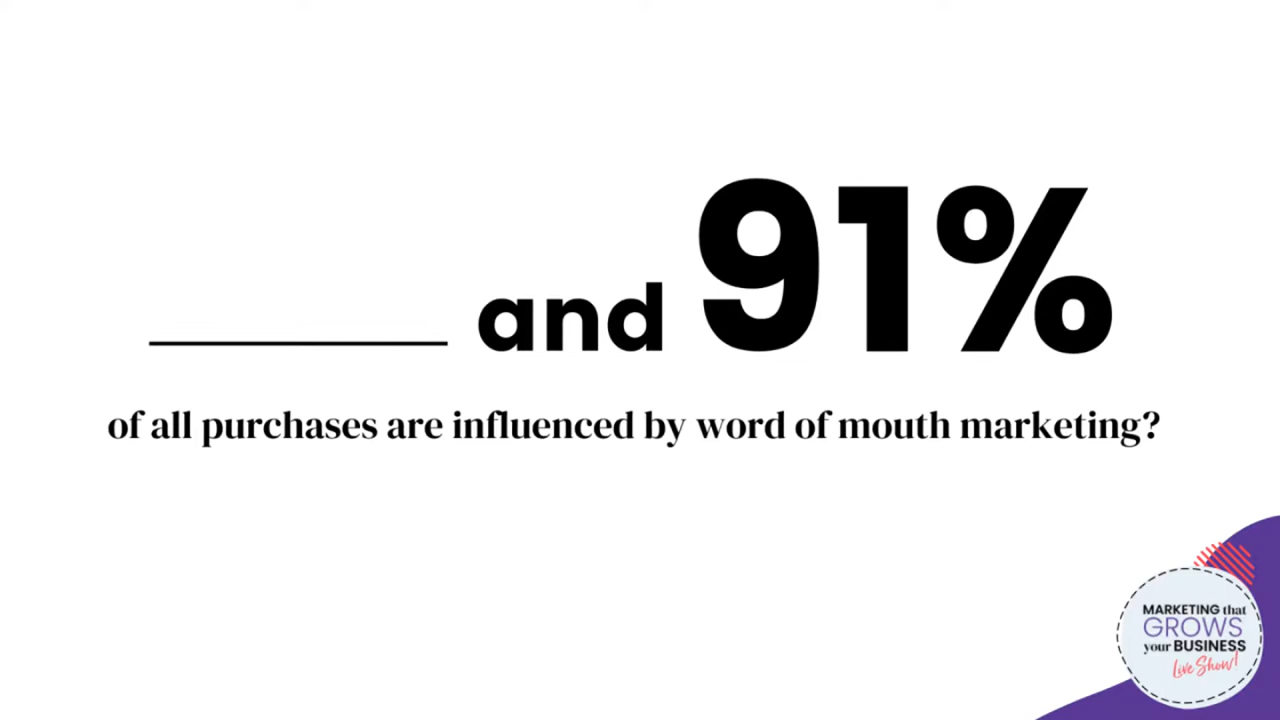 ______ and 91%
of all purchases are influenced by word of mouth marketing?
MARKETING that
GROWS
your BUSINESS
Live Show!